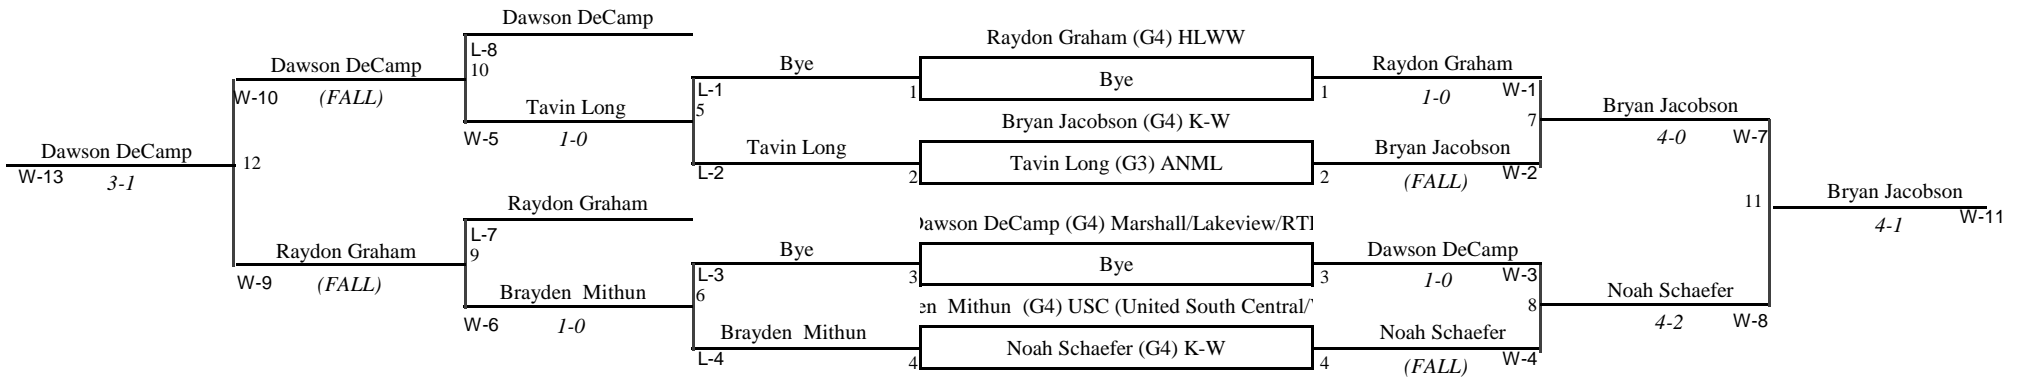 Dawson DeCamp
Raydon Graham (G4) HLWW
L-8
Dawson DeCamp
10
Bye
Raydon Graham
W-10
(FALL)
L-1
1
Bye
1
1-0
W-1
Tavin Long
5
Bryan Jacobson
W-5
1-0
Bryan Jacobson (G4) K-W
7
4-0
W-7
Dawson DeCamp
12
Tavin Long
Bryan Jacobson
W-13
3-1
L-2
2
Tavin Long (G3) ANML
2
(FALL)
W-2
Raydon Graham
11
Bryan Jacobson
4-1
W-11
L-7
Dawson DeCamp (G4) Marshall/Lakeview/RT
Raydon Graham
9
Bye
Dawson DeCamp
W-9
(FALL)
L-3
3
Bye
3
1-0
W-3
Brayden Mithun
6
Noah Schaefer
W-6
1-0
en Mithun (G4) USC (United South Central/
8
4-2
W-8
Brayden Mithun
Noah Schaefer
L-4
4
Noah Schaefer (G4) K-W
4
(FALL)
W-4